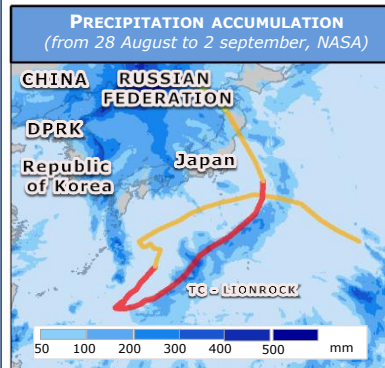 PRECIPITATION ACCUMULATION
(from 28 August to 2 september, NASA)
CHINA
RUSSIAN
FEDERATION
DPRK
Republic
of Korea
Japan
TC - LIONROCK
50 100 200 300 400 500 mm